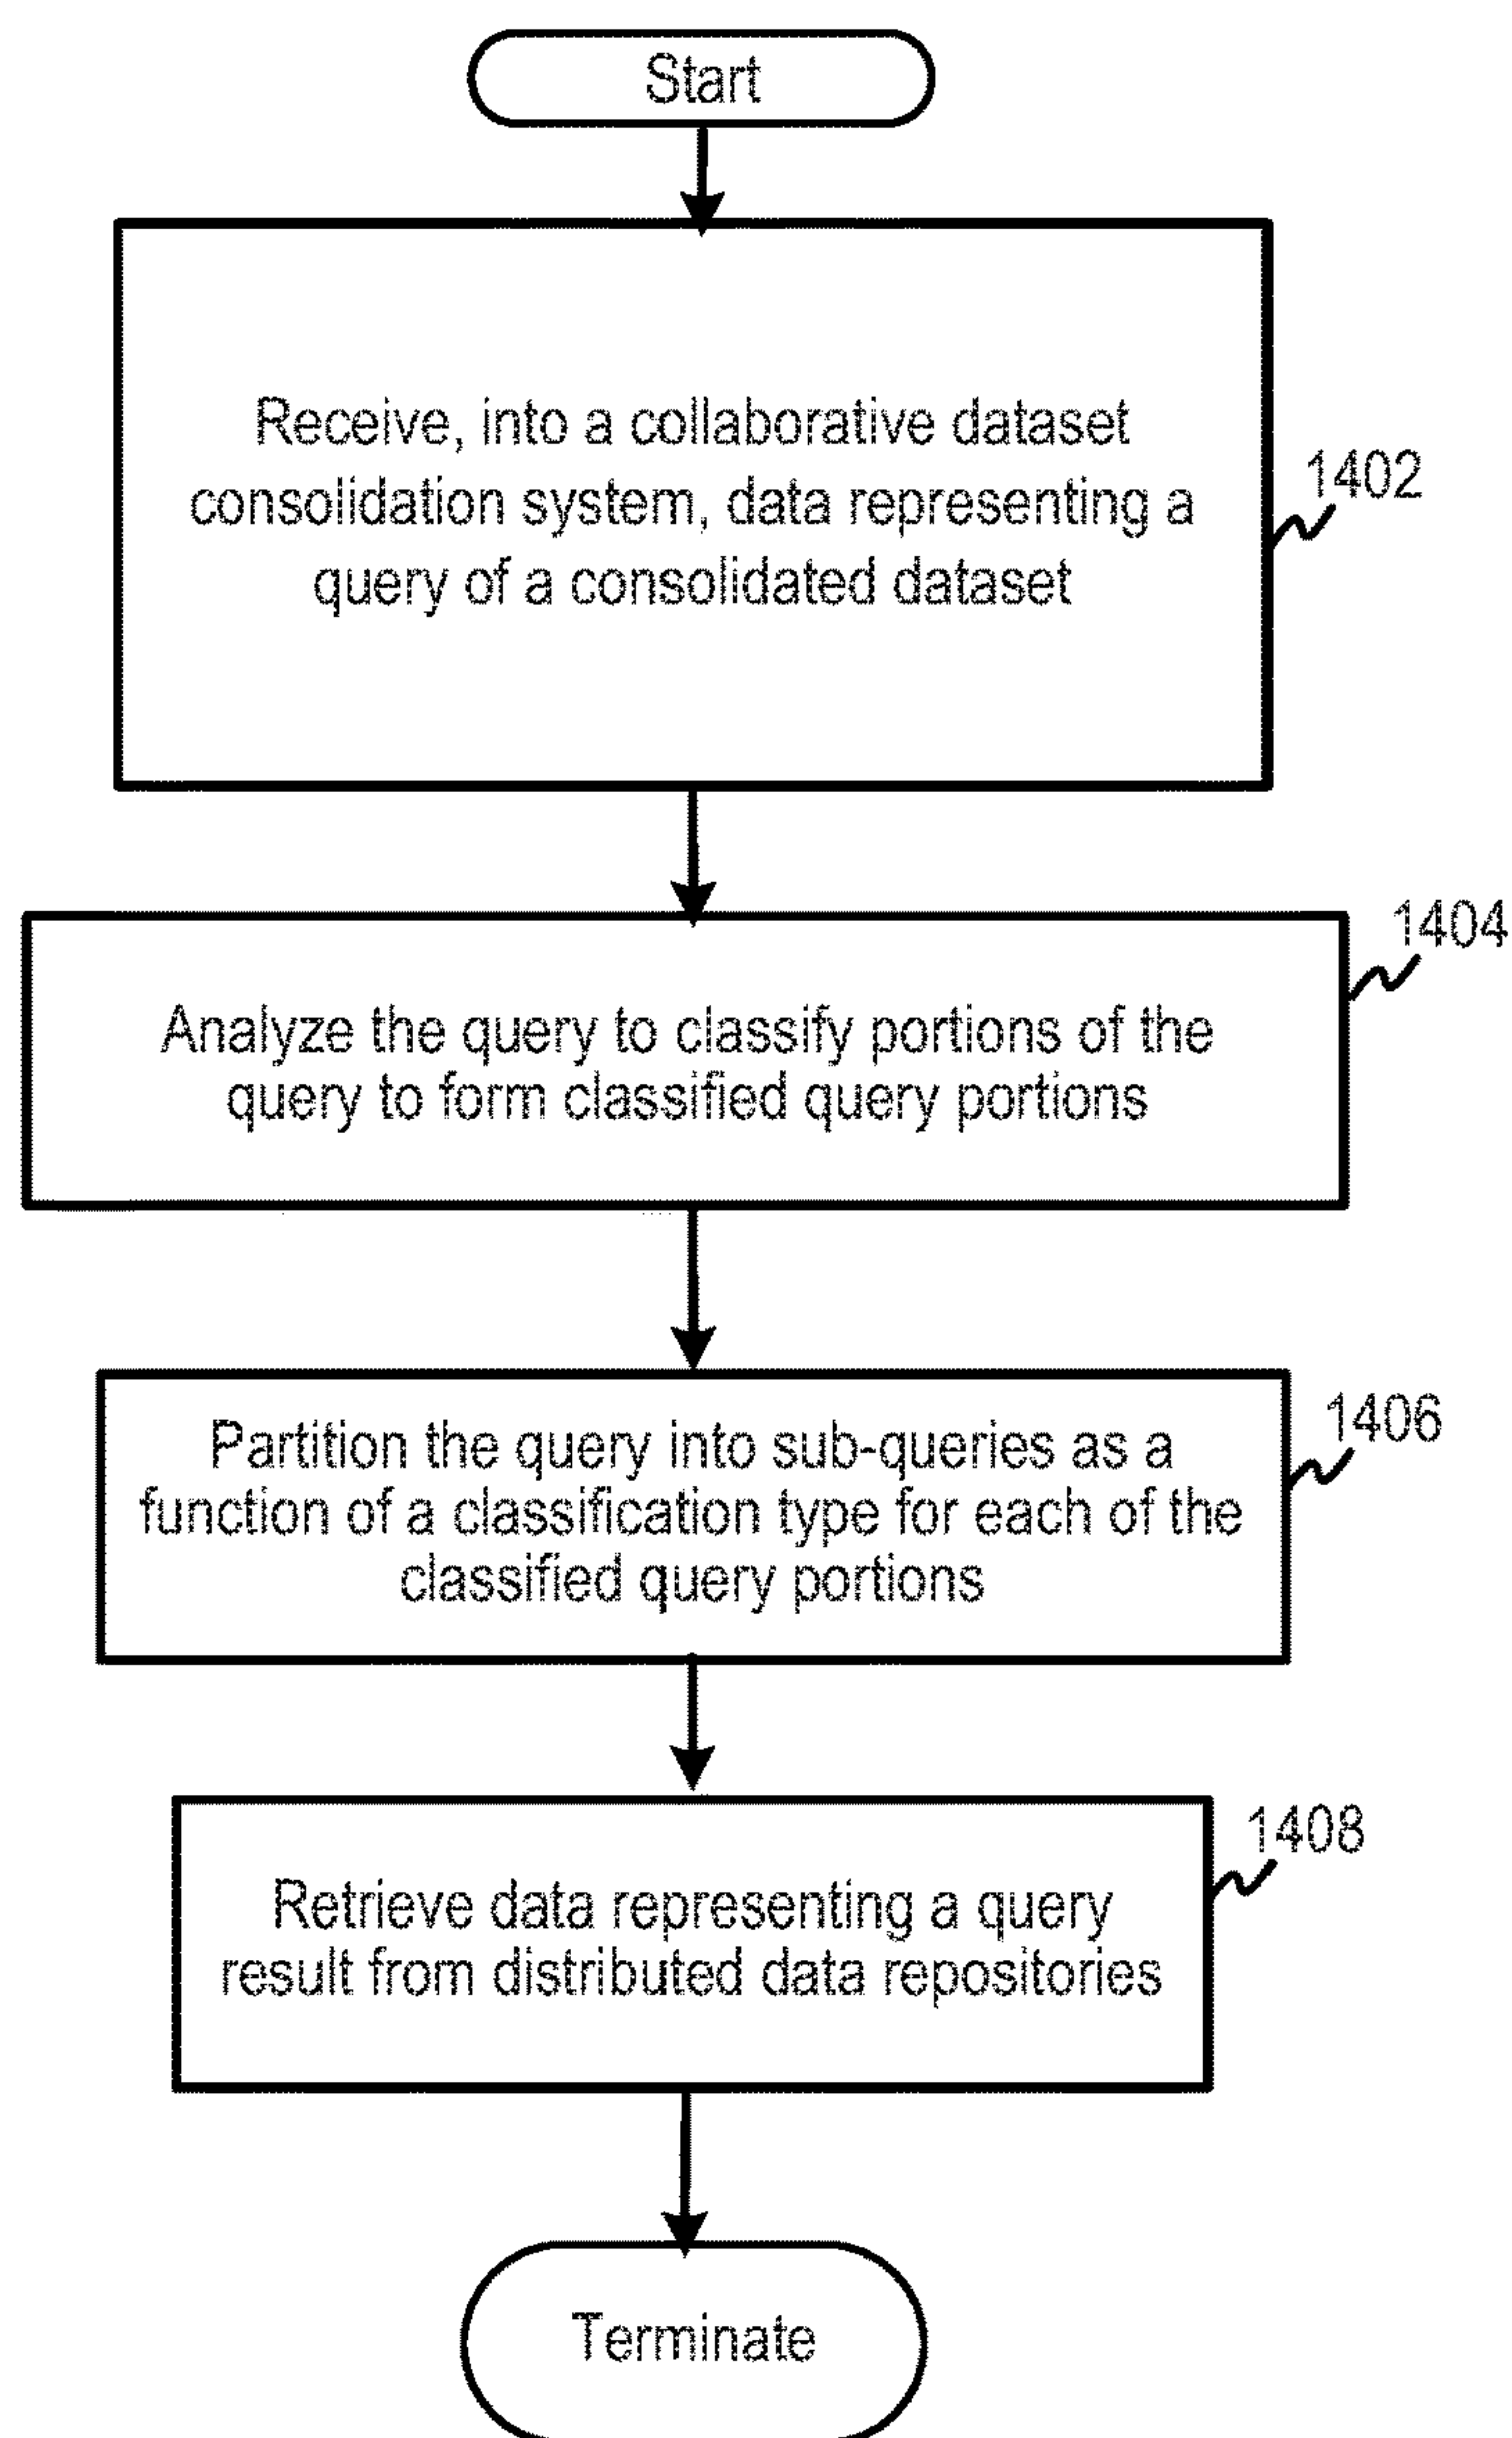 Start
Receive, into a collaborative dataset
consolidation system, data representing a
query of a consolidated dataset
1402
1404
Analyze the query to classify portions of the
query to form classified query portions
1406
Partition the query into sub-queries as a
function of a classification type for each of the
classified query portions
1408
Retrieve data representing a query
result from distributed data repositories
Terminate